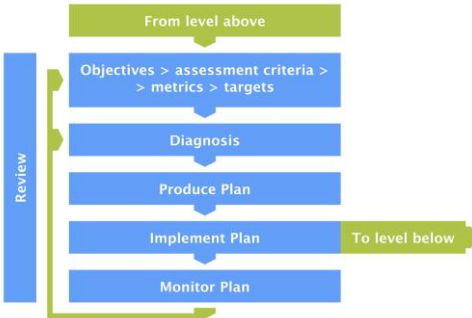 From level above
Objectives > assessment criteria >
> metrics > targets
Diagnosis
Produce Plan
Implement Plan
To level below
Monitor Plan
Review